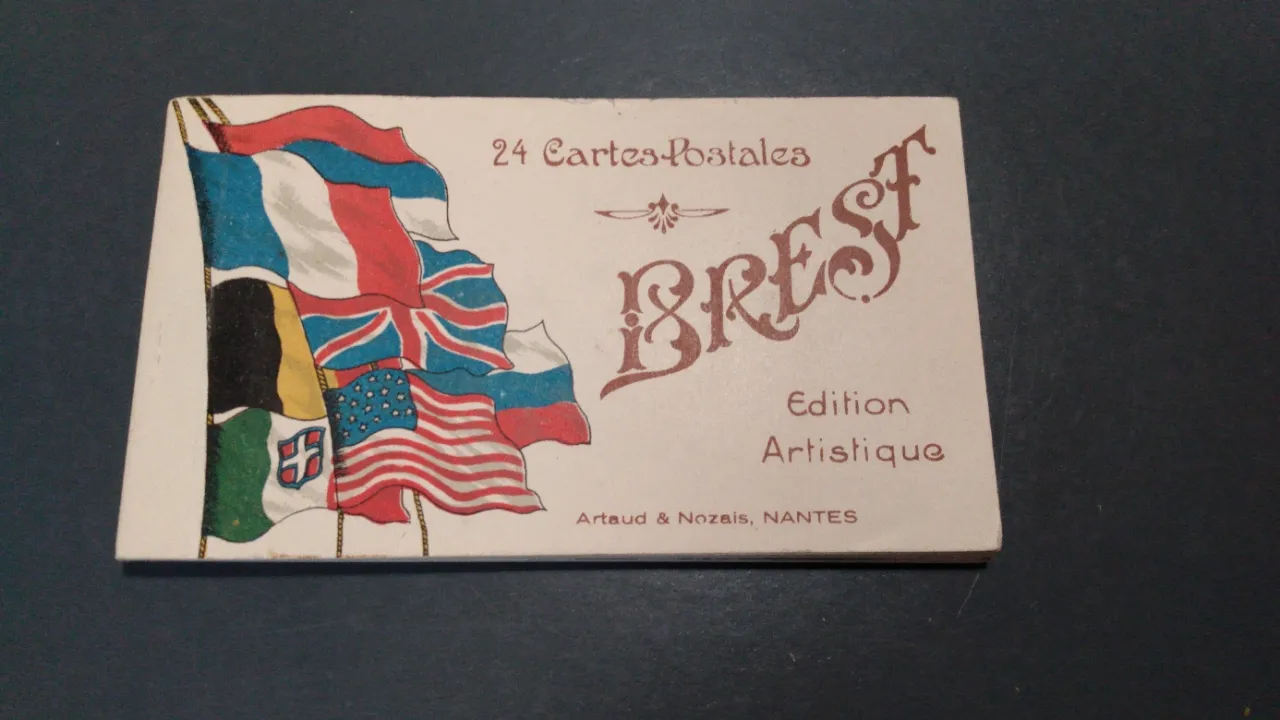 24 Cartes-Postales
BREST
Edition
Artistique
Artaud & Nozais, NANTES